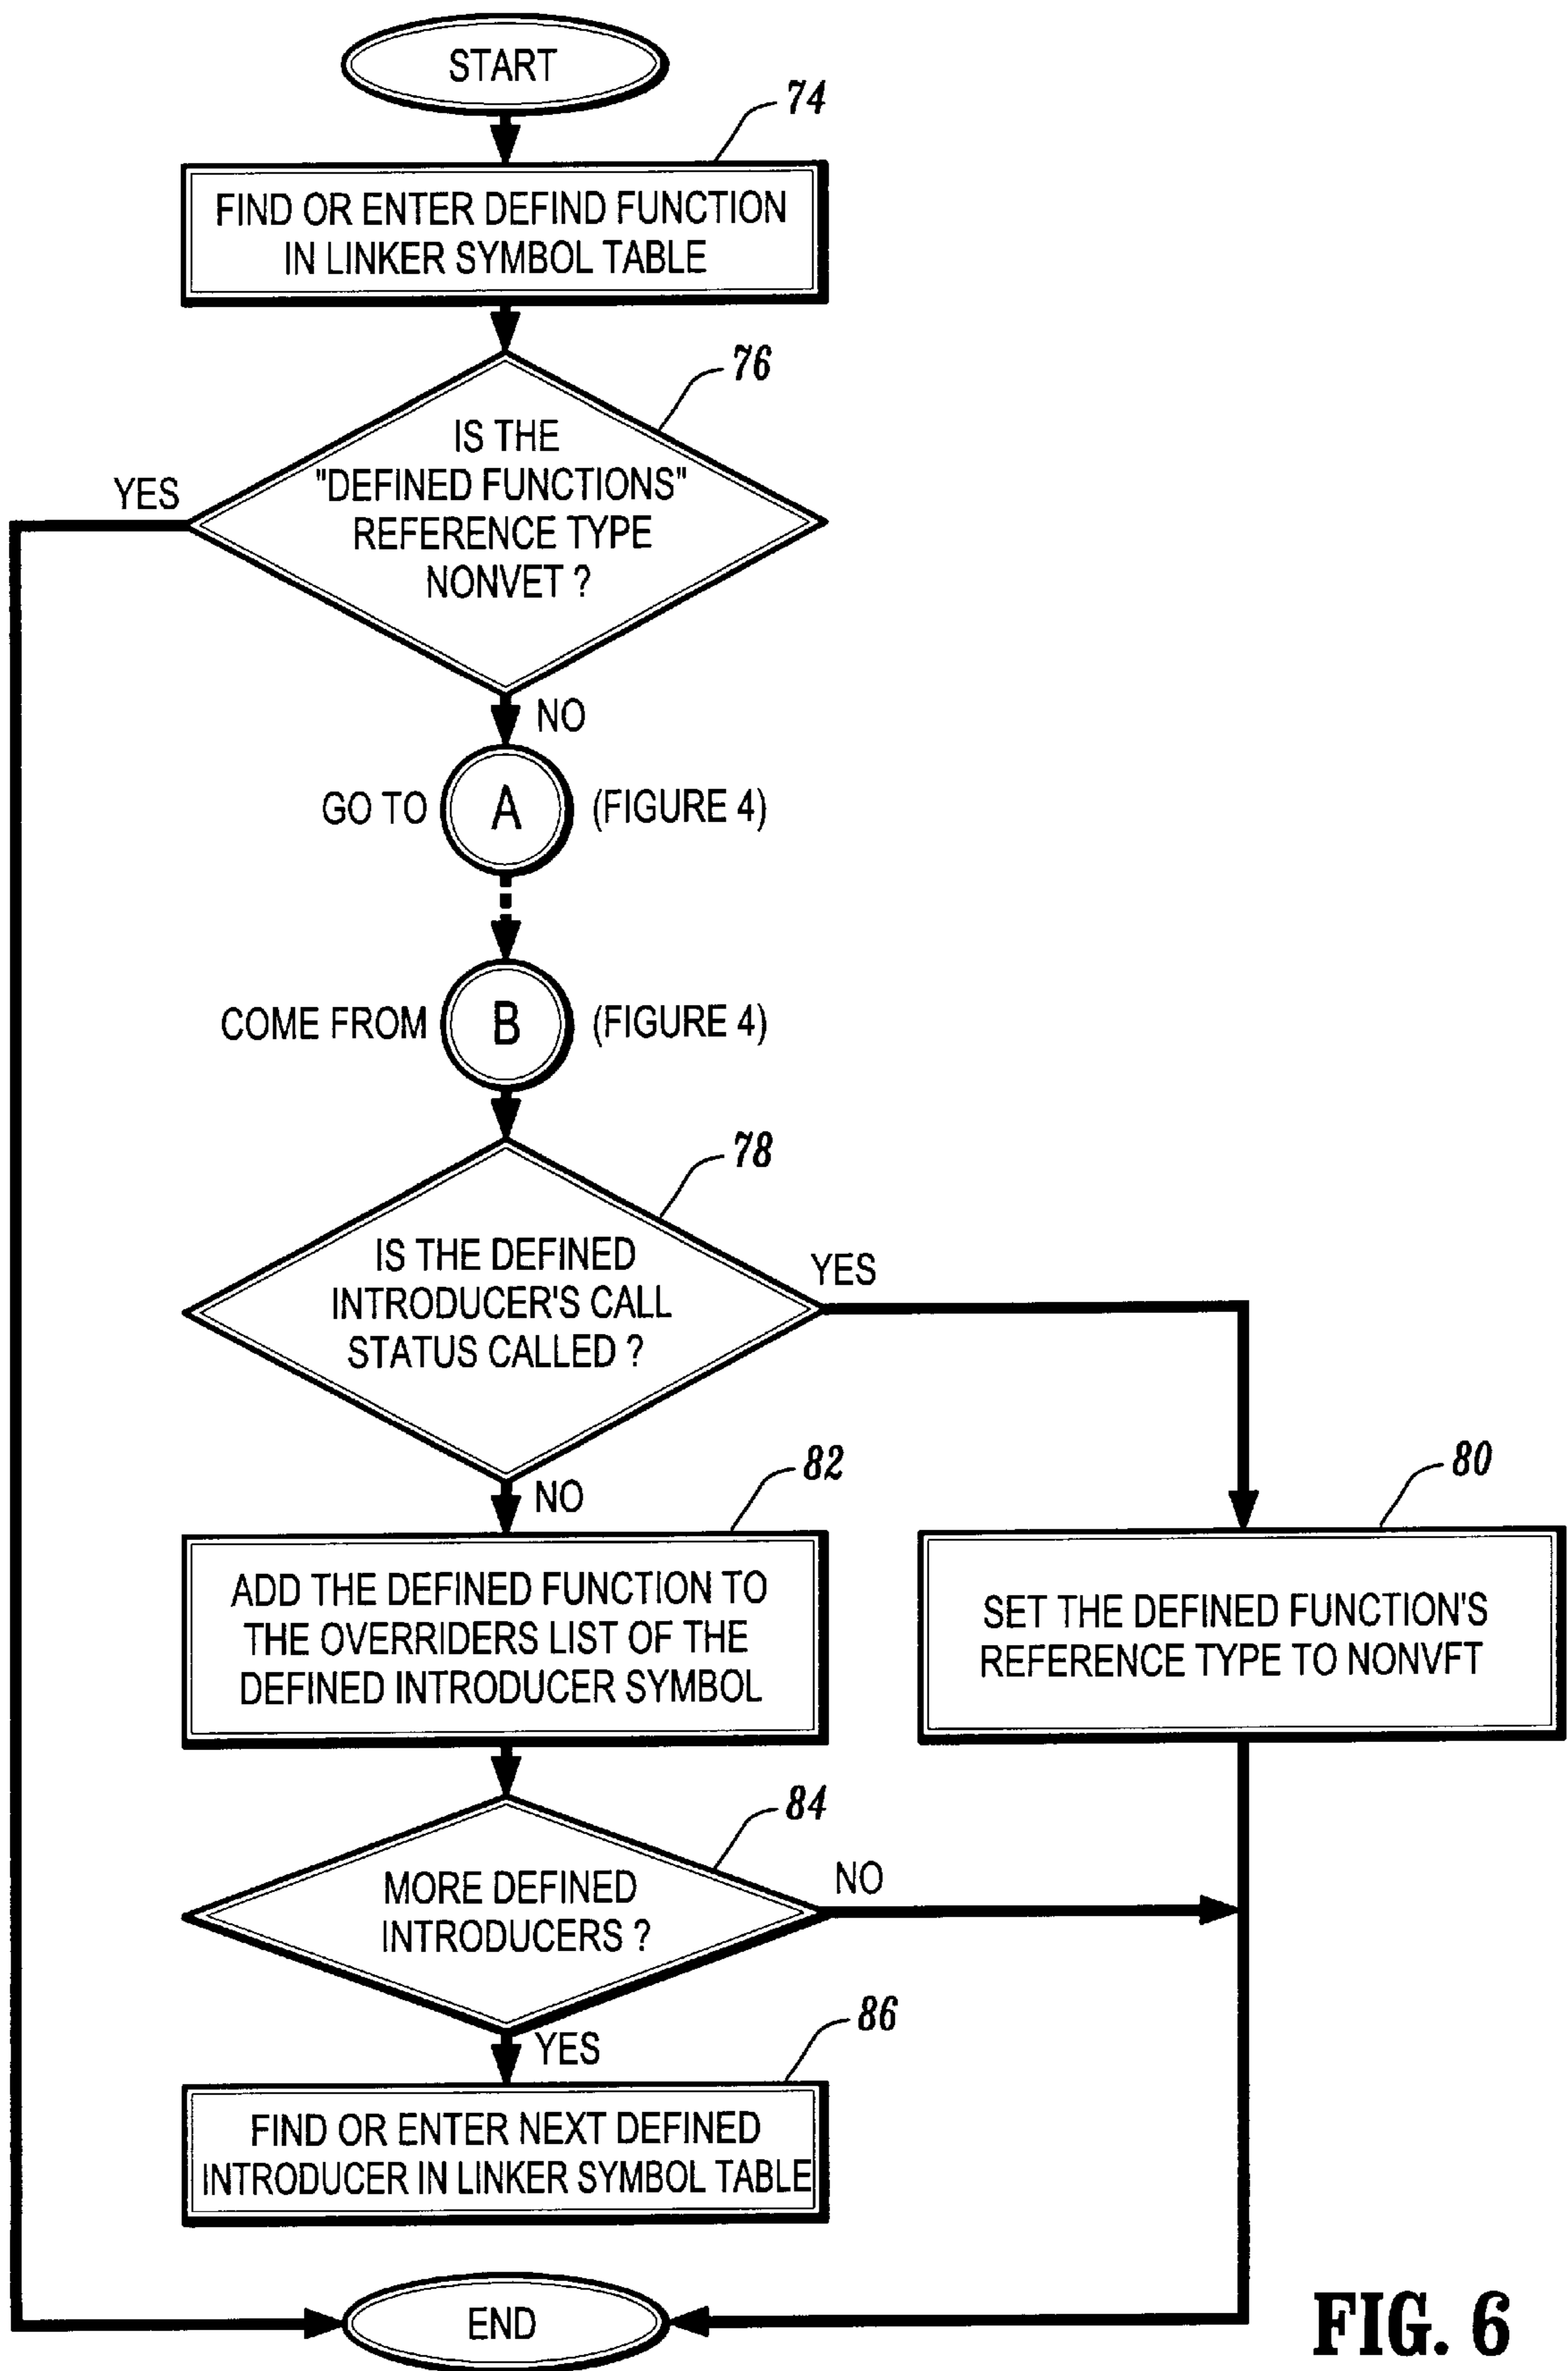 START
74
FIND OR ENTER DEFIND FUNCTION
IN LINKER SYMBOL TABLE
76
IS THE
"DEFINED FUNCTIONS"
REFERENCE TYPE
NONVET ?
YES
NO
GO TO A (FIGURE 4)
COME FROM B (FIGURE 4)
78
IS THE DEFINED
INTRODUCER'S CALL
STATUS CALLED ?
YES
NO
82
80
ADD THE DEFINED FUNCTION TO
THE OVERRIDERS LIST OF THE
DEFINED INTRODUCER SYMBOL
SET THE DEFINED FUNCTION'S
REFERENCE TYPE TO NONVFT
84
MORE DEFINED
INTRODUCERS ?
NO
YES
86
FIND OR ENTER NEXT DEFINED
INTRODUCER IN LINKER SYMBOL TABLE
END
FIG. 6